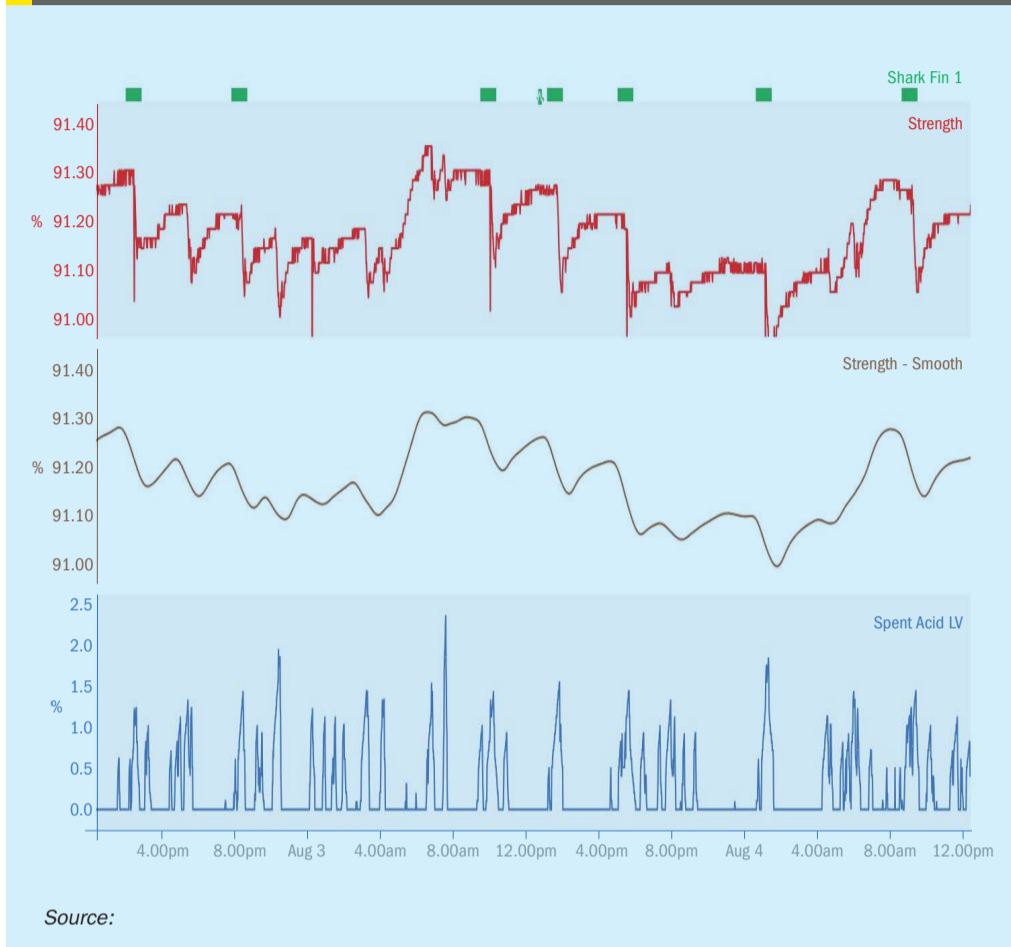 Shark Fin 1
Strength
91.40
91.30
% 91.20
91.10
91.00
Strength - Smooth
91.40
91.30
% 91.20
91.10
91.00
Spent Acid LV
2.5
2.0
1.5
%
1.0
0.5
0.0
4.00pm 8.00pm Aug 3 4.00am 8.00am 12.00pm 4.00pm 8.00pm Aug 4 4.00am 8.00am 12.00pm
Source: